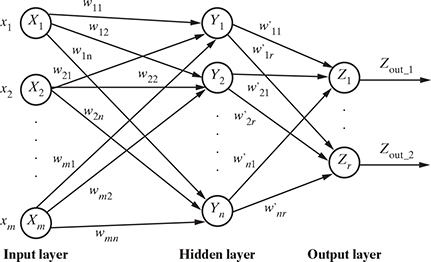 x1 X1 w11 Y1 w'11
w12 w'1r
w1n Z1 Zout_1
w21 w22 w'21
x2 X2 Y2
w2n w'2r
Zr Zout_2
wm1 w'n1
wm2
xm Xm wmn Yn w'nr
Input layer Hidden layer Output layer